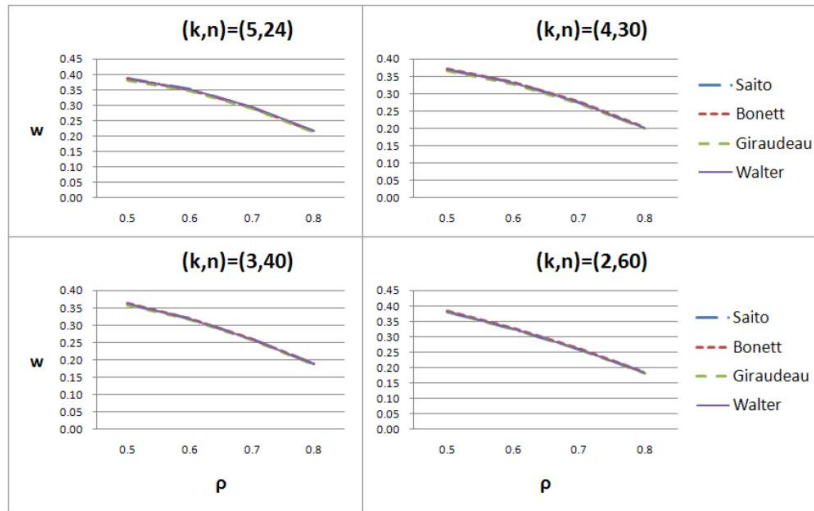 (k,n)=(5,24)
0.45
0.40
0.35
0.30
0.25
0.20
0.15
0.10
0.05
0.00
w
0.5 0.6 0.7 0.8
(k,n)=(4,30)
0.40
0.35
0.30
0.25
0.20
0.15
0.10
0.05
0.00
0.5 0.6 0.7 0.8
Saito
Bonett
Giraudeau
Walter
(k,n)=(3,40)
0.40
0.35
0.30
0.25
0.20
0.15
0.10
0.05
0.00
w
0.5 0.6 0.7 0.8
ρ
(k,n)=(2,60)
0.45
0.40
0.35
0.30
0.25
0.20
0.15
0.10
0.05
0.00
0.5 0.6 0.7 0.8
ρ
Saito
Bonett
Giraudeau
Walter